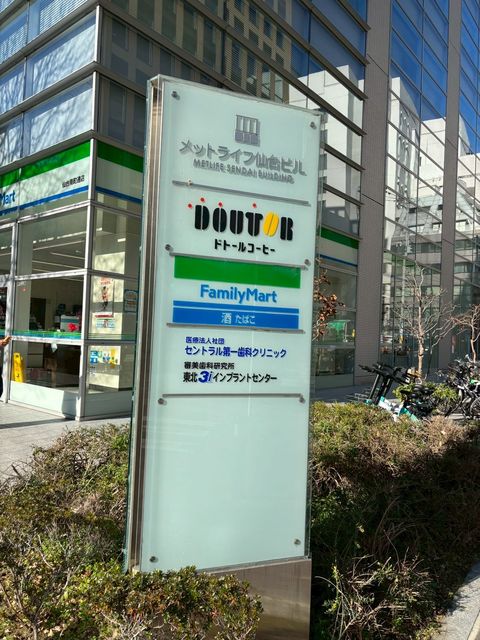 メットライフ仙台ビル
METLIFE SENDAI BUILDING
DOUTOR
ドトールコーヒー
FamilyMart
酒 たばこ
医療法人社団
セントラル第一歯科クリニック
審美歯科研究所
東北3iインプラントセンター
Mart